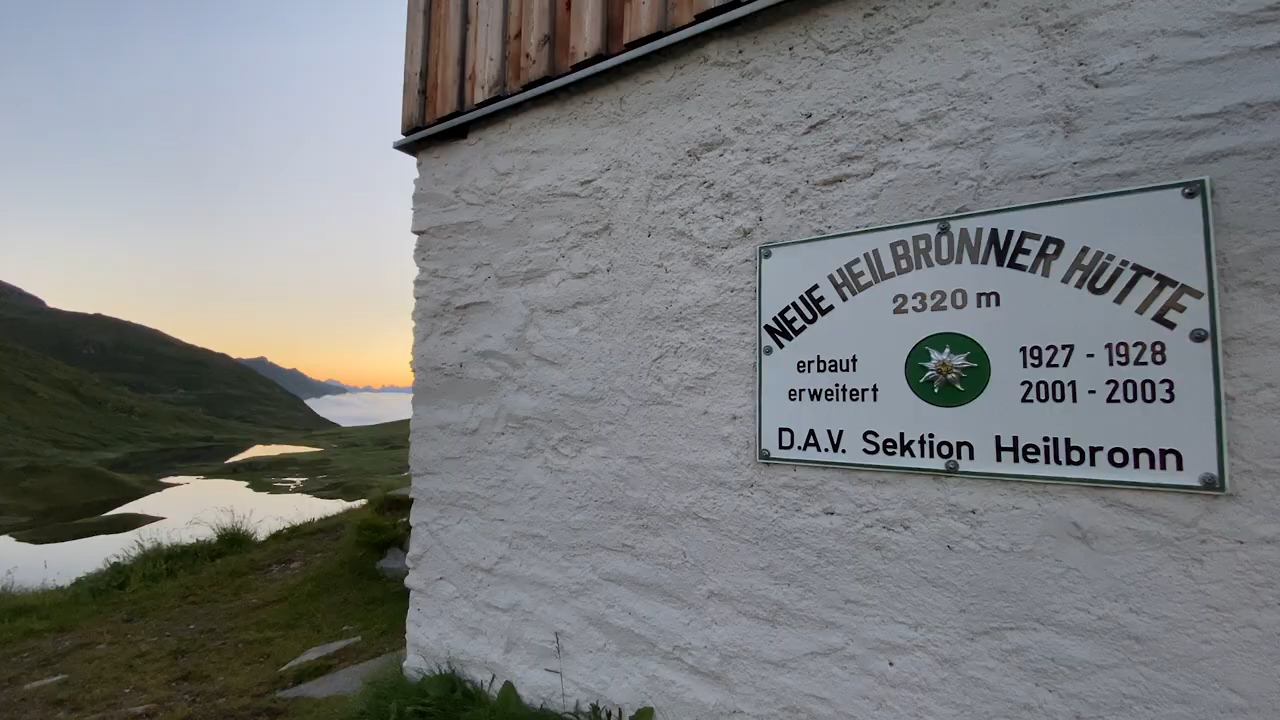 NEUE HEILBRONNER HÜTTE
2320 m
erbaut 1927 - 1928
erweitert 2001 - 2003
D.A.V. Sektion Heilbronn